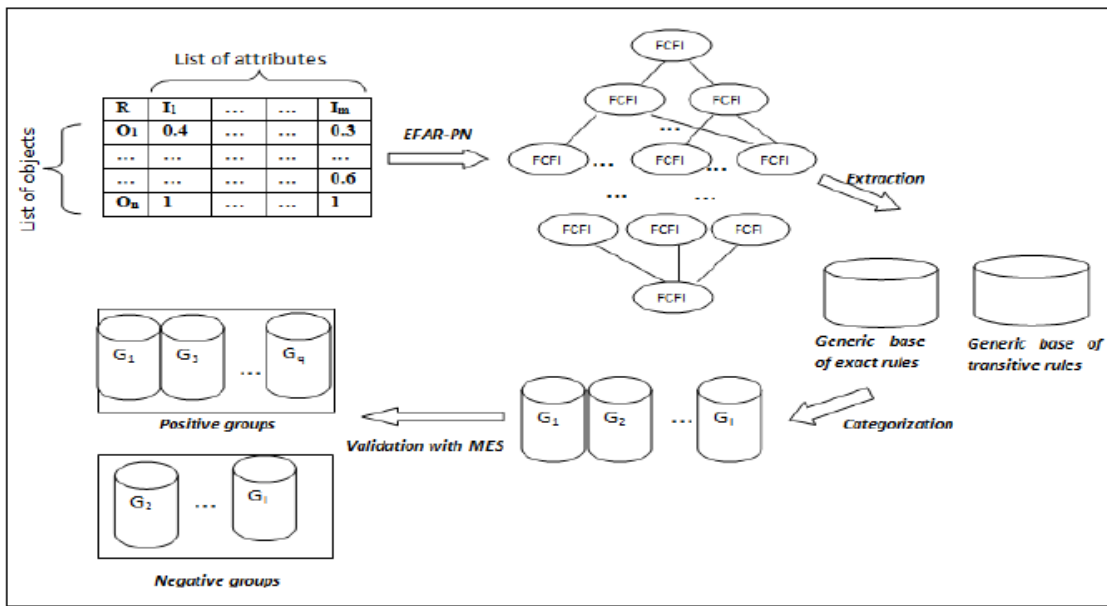 List of attributes
R I1 ... ... Im
O1 0.4 ... ... 0.3
... ... ... ... ...
... ... ... ... 0.6
On 1 ... ... 1
List of objects
EFAR-PN
FCFI
FCFI FCFI
...
FCFI ... FCFI ... FCFI
... ...
FCFI FCFI FCFI
FCFI
Extraction
Generic base
of exact rules
Generic base of
transitive rules
Categorization
G1 G2 ... Gl
Validation with MES
G1 G3 ... Gq
Positive groups
G2 ... Gl
Negative groups